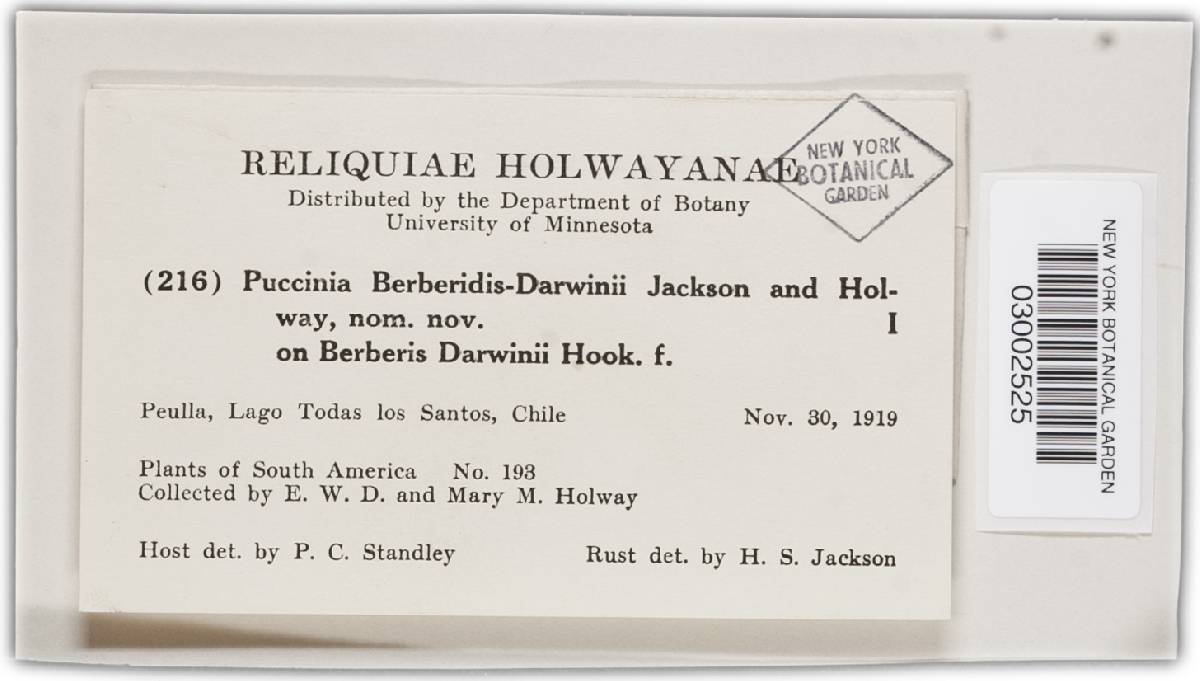 RELIQUIAE HOLWAYANAE
Distributed by the Department of Botany
University of Minnesota
NEW YORK
BOTANICAL
GARDEN
(216) Puccinia Berberidis-Darwinii Jackson and Hol-
way, nom. nov. I
on Berberis Darwinii Hook. f.
Peulla, Lago Todas los Santos, Chile Nov. 30, 1919
Plants of South America No. 193
Collected by E. W. D. and Mary M. Holway
Host det. by P. C. Standley Rust det. by H. S. Jackson
NEW YORK BOTANICAL GARDEN
03002525